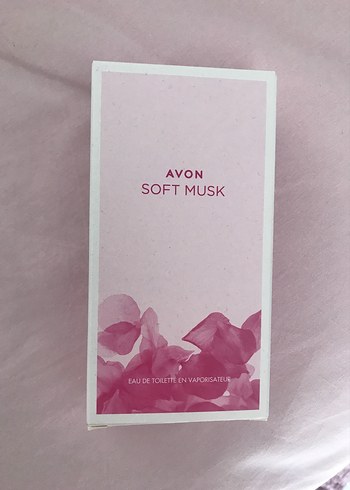 AVON
SOFT MUSK
EAU DE TOILETTE EN VAPORISATEUR